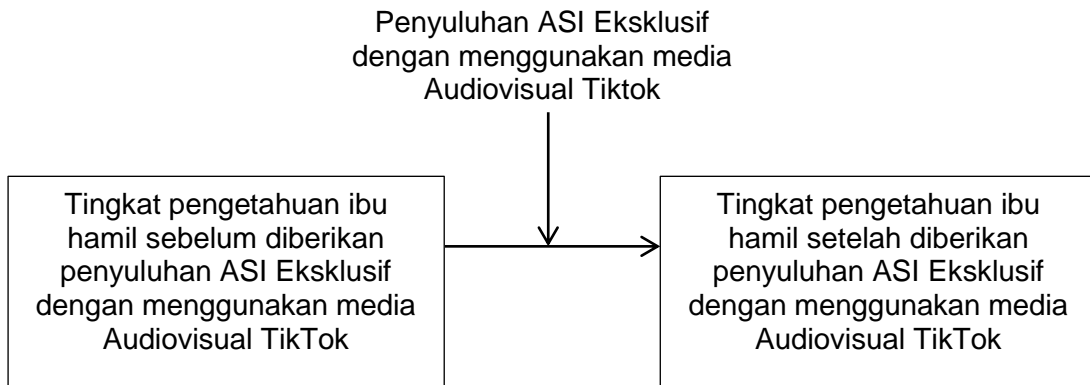 Penyuluhan ASI Eksklusif
dengan menggunakan media
Audiovisual Tiktok
Tingkat pengetahuan ibu
hamil sebelum diberikan
penyuluhan ASI Eksklusif
dengan menggunakan media
Audiovisual TikTok
Tingkat pengetahuan ibu
hamil setelah diberikan
penyuluhan ASI Eksklusif
dengan menggunakan media
Audiovisual TikTok